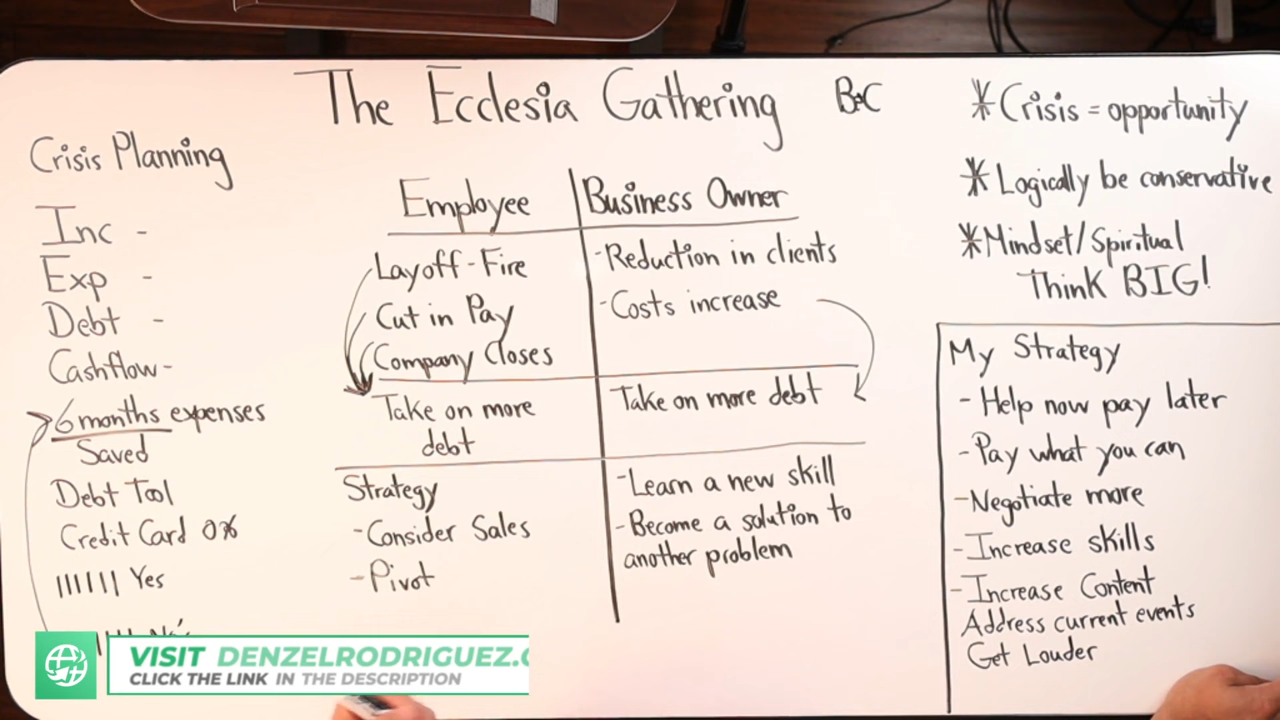 The Ecclesia Gathering
B&C
Crisis Planning
Inc -
Exp -
Debt -
Cashflow -
6 months expenses
Saved
Debt Tool
Credit Card 0%
Yes
Employee
Layoff - Fire
Cut in Pay
Company Closes
Take on more
debt
Strategy
- Consider Sales
- Pivot
Business Owner
- Reduction in clients
- Costs increase
Take on more debt
- Learn a new skill
- Become a solution to
another problem
* Crisis = opportunity
* Logically be conservative
* Mindset/Spiritual
Think BIG!
My Strategy
- Help now pay later
- Pay what you can
- Negotiate more
- Increase skills
- Increase Content
Address current events
Get Louder
VISIT DENZELRODRIGUEZ.
CLICK THE LINK IN THE DESCRIPTION